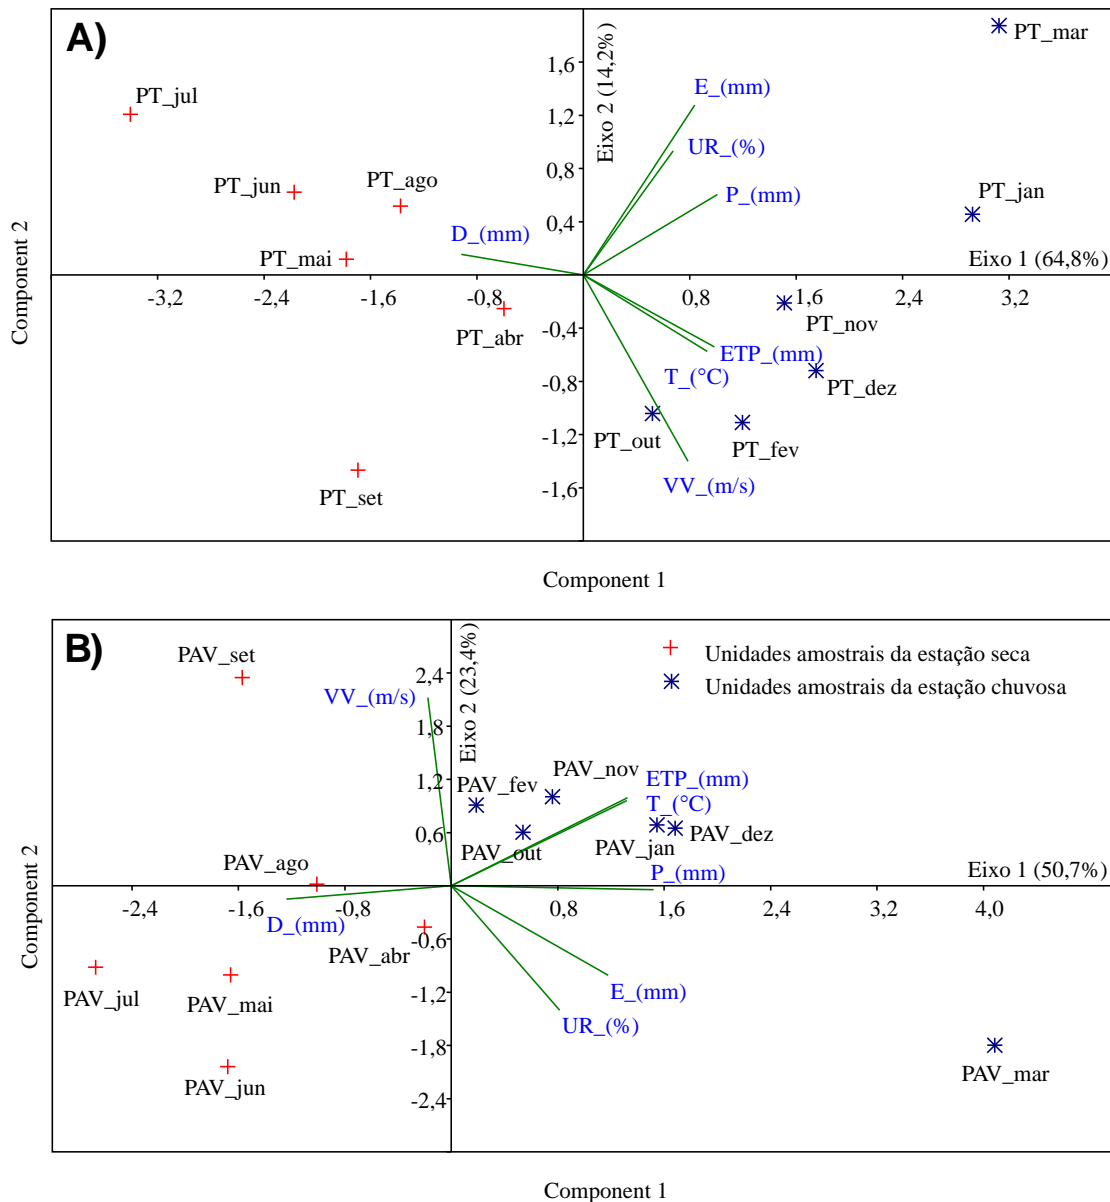 A)
PT_mar
1,6
E_(mm)
PT_jul
1,2
Eixo 2 (14,2%)
UR_(%)
0,8
PT_jun
PT_ago
P_(mm)
PT_jan
0,4
D_(mm)
PT_mai
Eixo 1 (64,8%)
Component 2
-3,2
-2,4
-1,6
-0,8
0,8
1,6
2,4
3,2
-0,4
PT_nov
PT_abr
ETP_(mm)
T_(°C)
-0,8
PT_dez
-1,2
PT_out
PT_fev
-1,6
VV_(m/s)
PT_set
Component 1
B)
PAV_set
Unidades amostrais da estação seca
Unidades amostrais da estação chuvosa
2,4
VV_(m/s)
Eixo 2 (23,4%)
1,8
1,2
PAV_fev
PAV_nov
ETP_(mm)
T_(°C)
0,6
PAV_out
PAV_jan
PAV_dez
PAV_ago
P_(mm)
Eixo 1 (50,7%)
Component 2
-2,4
-1,6
-0,8
0,8
1,6
2,4
3,2
4,0
D_(mm)
-0,6
PAV_abr
PAV_jul
PAV_mai
-1,2
E_(mm)
UR_(%)
-1,8
PAV_jun
PAV_mar
-2,4
Component 1